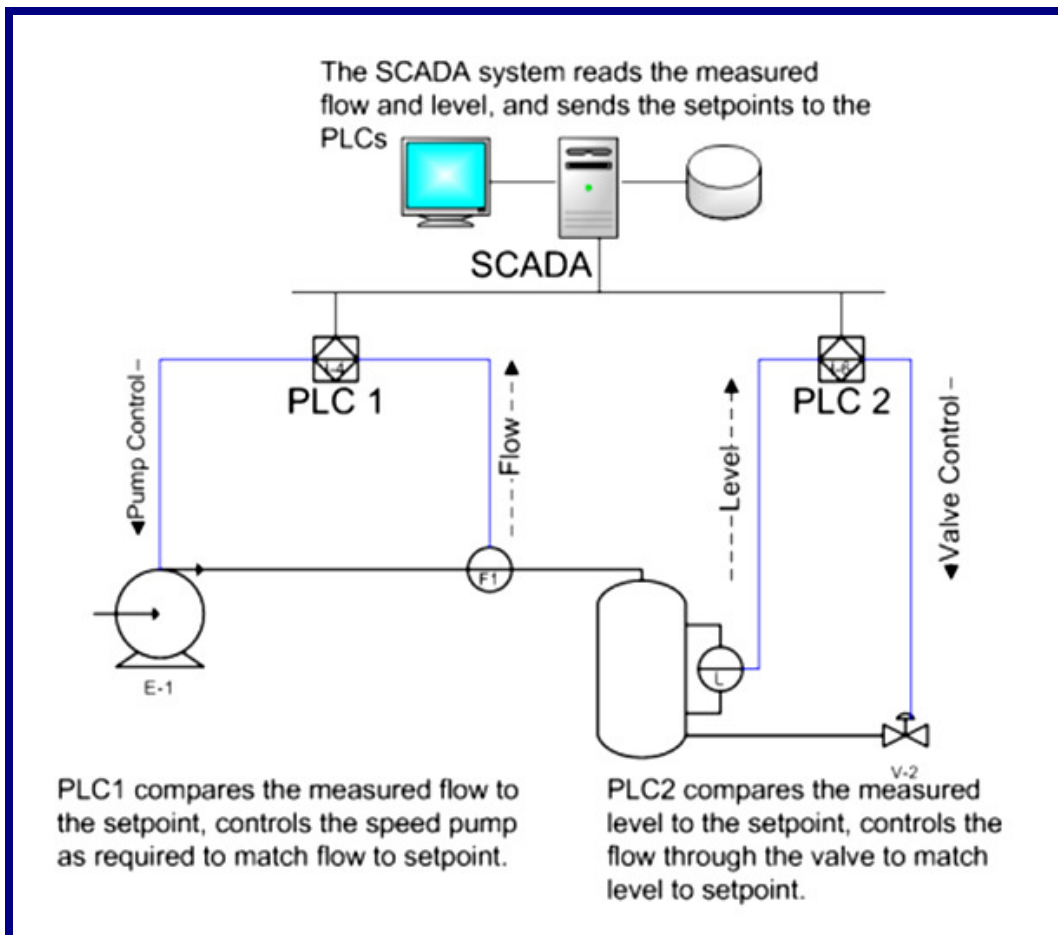 The SCADA system reads the measured
flow and level, and sends the setpoints to the
PLCs
SCADA
I-4
PLC 1
I-6
PLC 2
Pump Control
Flow
Level
Valve Control
F1
E-1
L
V-2
PLC1 compares the measured flow to
the setpoint, controls the speed pump
as required to match flow to setpoint.
PLC2 compares the measured
level to the setpoint, controls the
flow through the valve to match
level to setpoint.